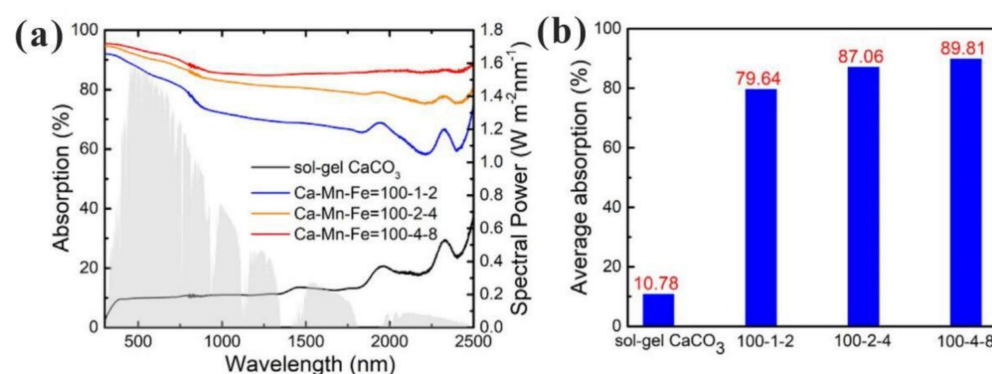 (a)
Absorption (%)
100
80
60
40
20
0
sol-gel CaCO3
Ca-Mn-Fe=100-1-2
Ca-Mn-Fe=100-2-4
Ca-Mn-Fe=100-4-8
500 1000 1500 2000 2500
Wavelength (nm)
1.8
1.6
1.4
1.2
1.0
0.8
0.6
0.4
0.2
0.0
Spectral Power (W m-2nm-1)
(b)
Average absorption (%)
100
80
60
40
20
0
10.78
79.64
87.06
89.81
sol-gel CaCO3 100-1-2 100-2-4 100-4-8